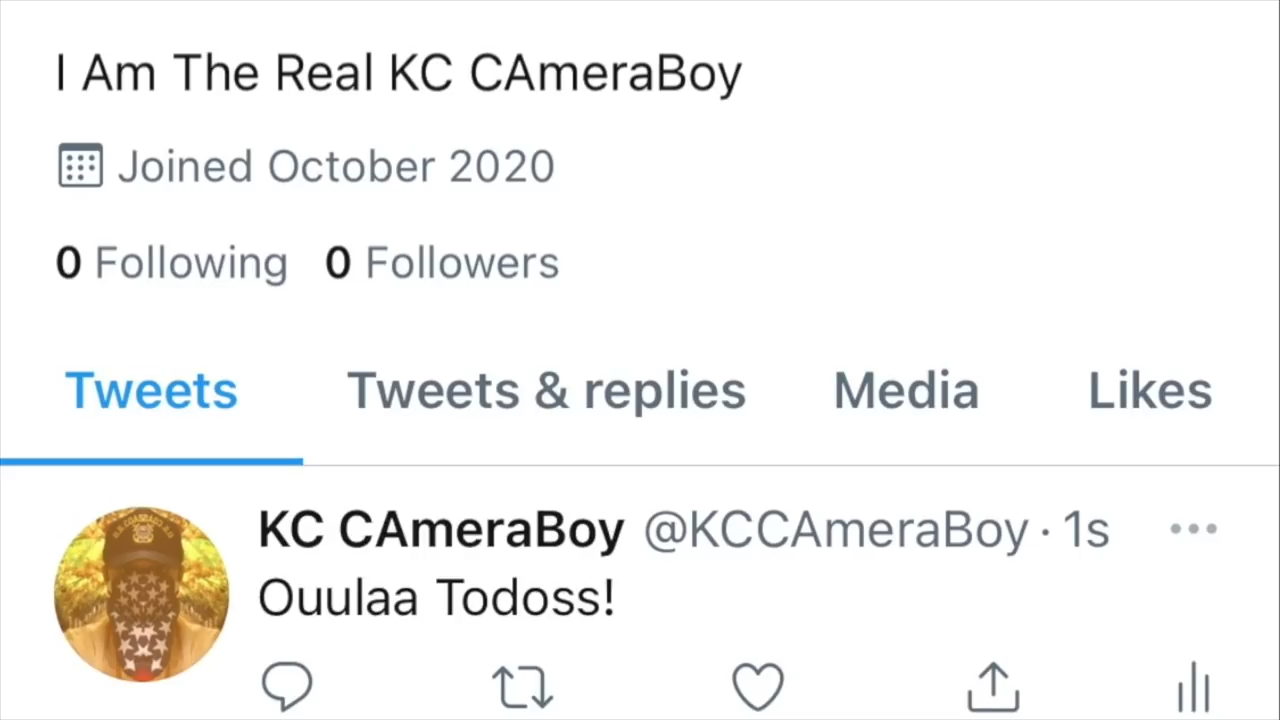 I Am The Real KC CAmeraBoy
Joined October 2020
0 Following 0 Followers
Tweets Tweets & replies Media Likes
KC CAmeraBoy @KCCAmeraBoy · 1s
Ouulaa Todoss!